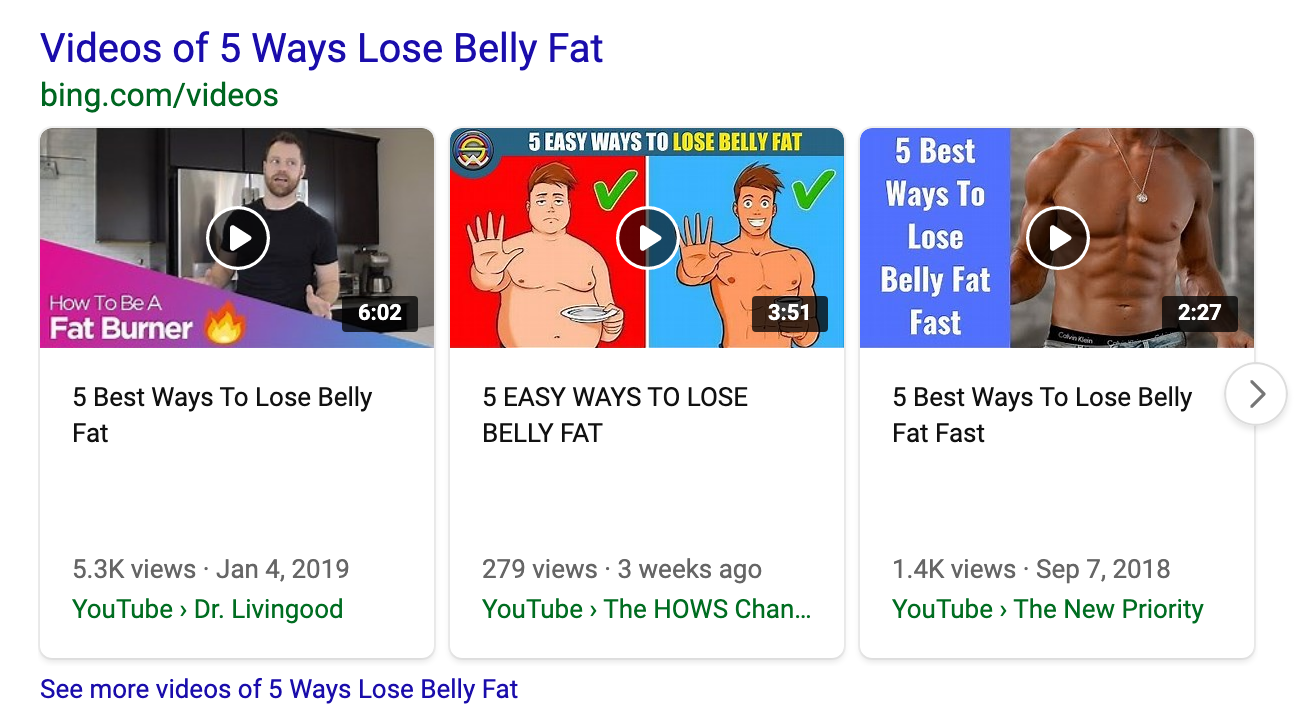 Videos of 5 Ways Lose Belly Fat
bing.com/videos
How To Be A
Fat Burner
6:02
5 Best Ways To Lose Belly
Fat
5.3K views · Jan 4, 2019
YouTube › Dr. Livingood
5 EASY WAYS TO LOSE BELLY FAT
3:51
5 EASY WAYS TO LOSE
BELLY FAT
279 views · 3 weeks ago
YouTube › The HOWS Chan...
5 Best
Ways To
Lose
Belly Fat
Fast
Calvin Klein
Calvin Klein
2:27
5 Best Ways To Lose Belly
Fat Fast
1.4K views · Sep 7, 2018
YouTube › The New Priority
See more videos of 5 Ways Lose Belly Fat